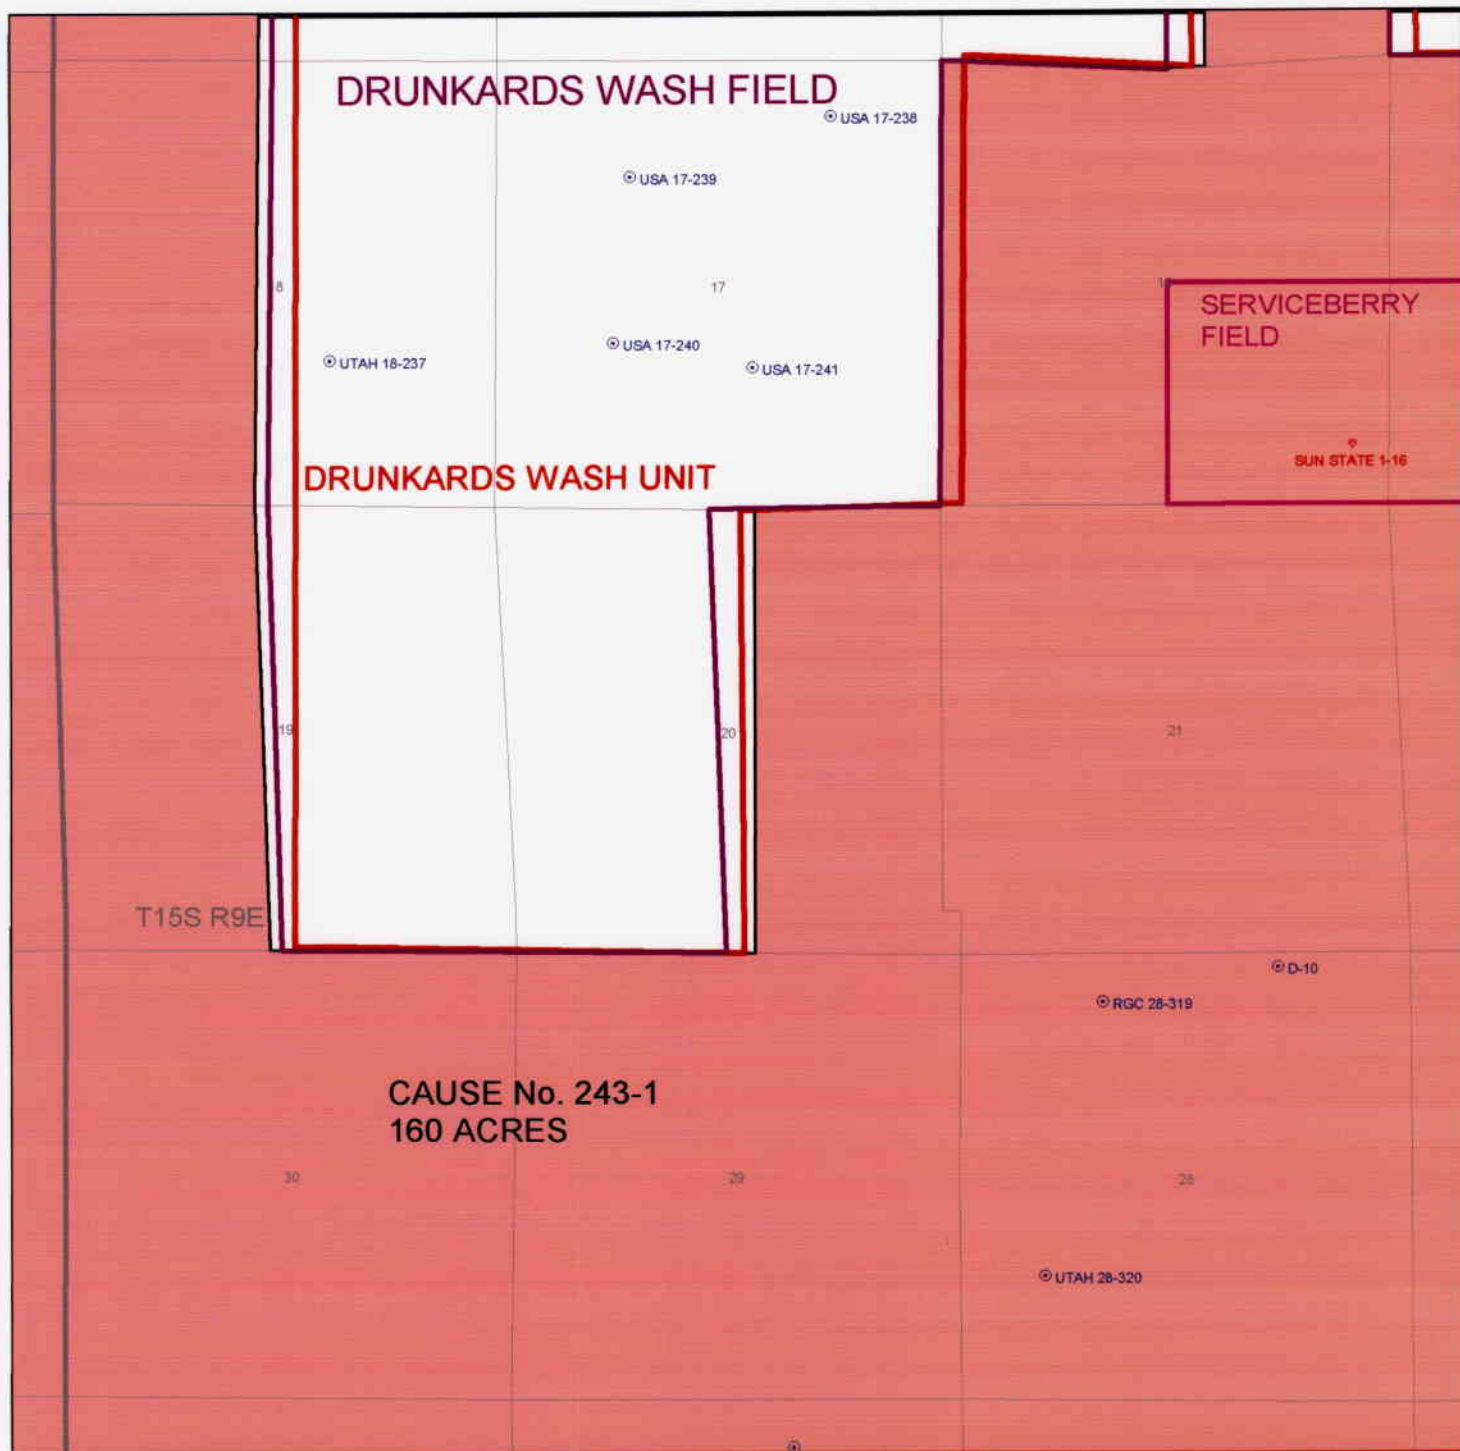 DRUNKARDS WASH FIELD
USA 17-238
USA 17-239
8
17
SERVICEBERRY
FIELD
USA 17-240
UTAH 18-237
USA 17-241
SUN STATE 1-16
DRUNKARDS WASH UNIT
19
20
21
T15S R9E
D-10
RGC 28-319
CAUSE No. 243-1
160 ACRES
30
29
28
UTAH 28-320